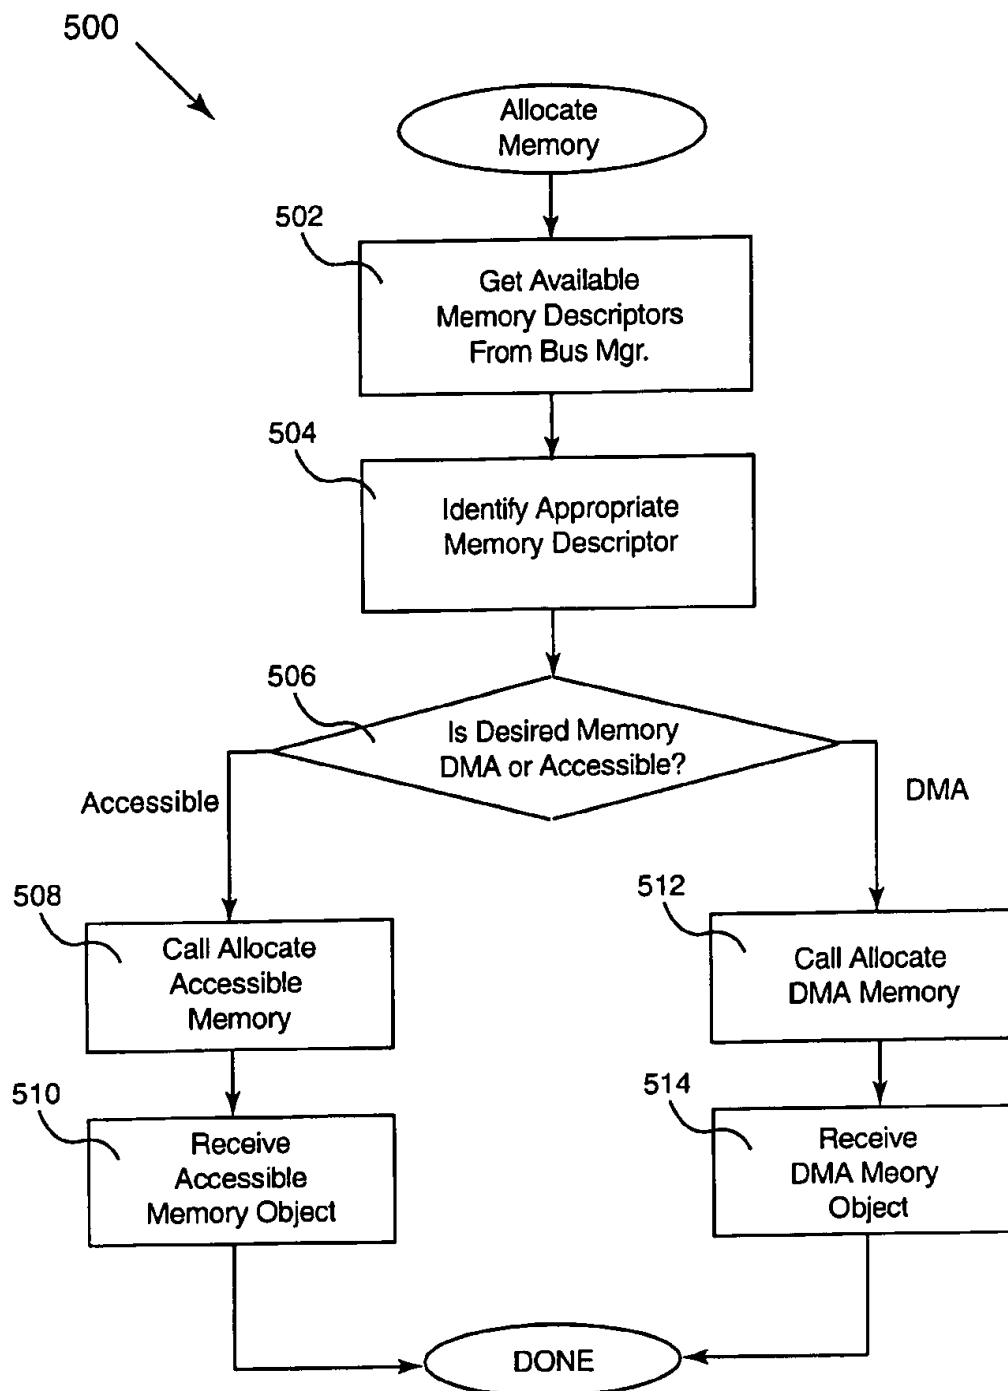 500
Allocate
Memory
502
Get Available
Memory Descriptors
From Bus Mgr.
504
Identify Appropriate
Memory Descriptor
506
Is Desired Memory
DMA or Accessible?
Accessible
DMA
508
Call Allocate
Accessible
Memory
512
Call Allocate
DMA Memory
510
Receive
Accessible
Memory Object
514
Receive
DMA Meory
Object
DONE